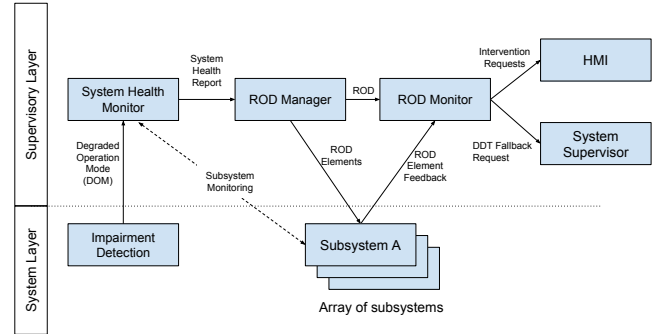 Supervisory Layer
System Layer
System Health
Monitor
System
Health
Report
ROD Manager
ROD
ROD Monitor
Intervention
Requests
HMI
DDT Fallback
Request
System
Supervisor
Degraded
Operation
Mode
(DOM)
Subsystem
Monitoring
ROD
Elements
ROD
Element
Feedback
Impairment
Detection
Subsystem A
Array of subsystems